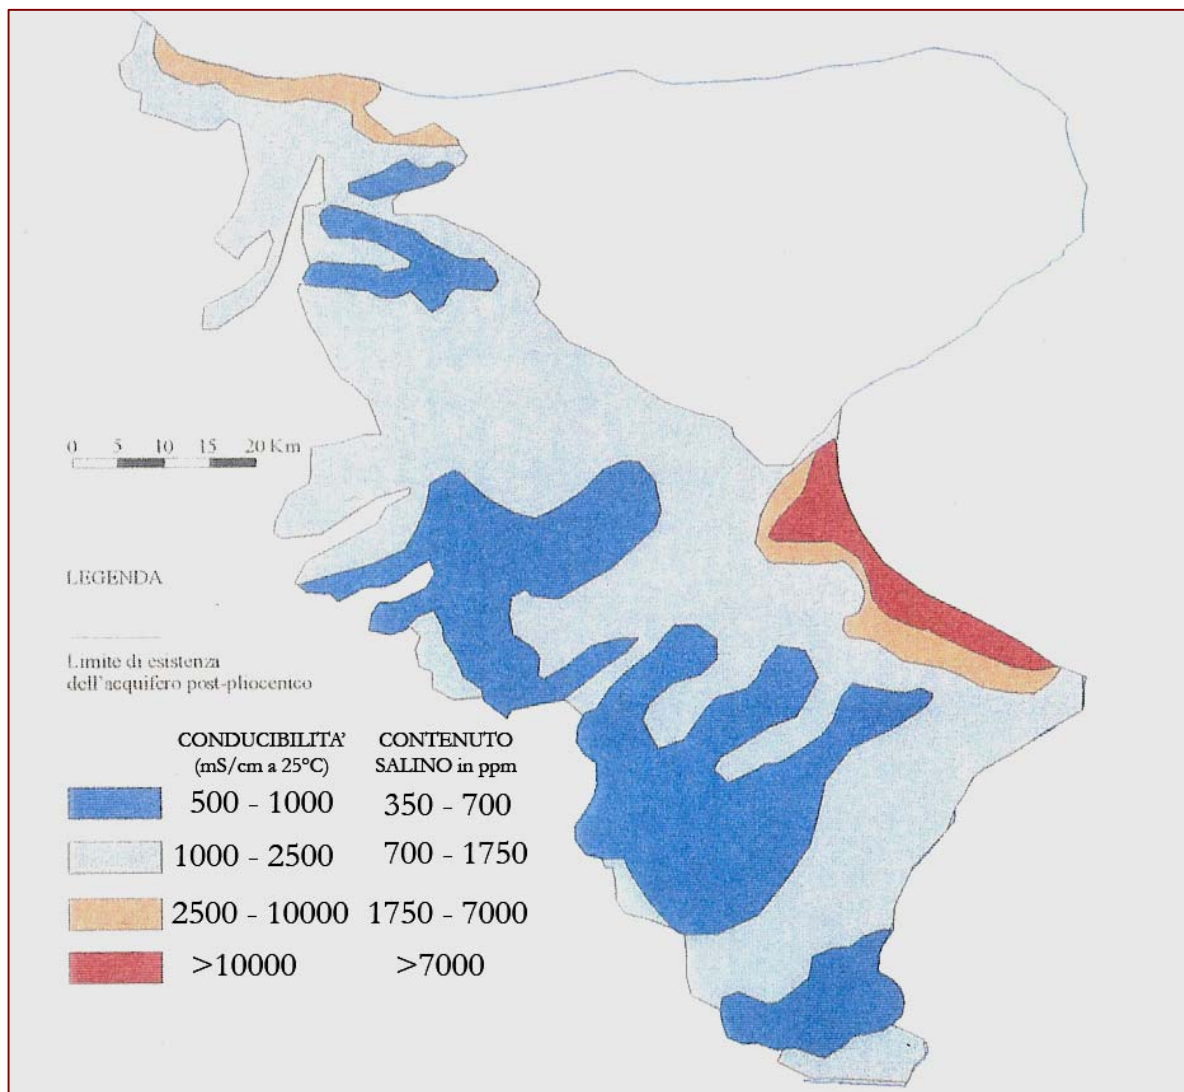 0 5 10 15 20 Km
LEGENDA
Limite di esistenza
dell'acquifero post-pliocenico
CONDUCIBILITA' CONTENUTO
(mS/cm a 25°C) SALINO in ppm
500 - 1000 350 - 700
1000 - 2500 700 - 1750
2500 - 10000 1750 - 7000
>10000 >7000